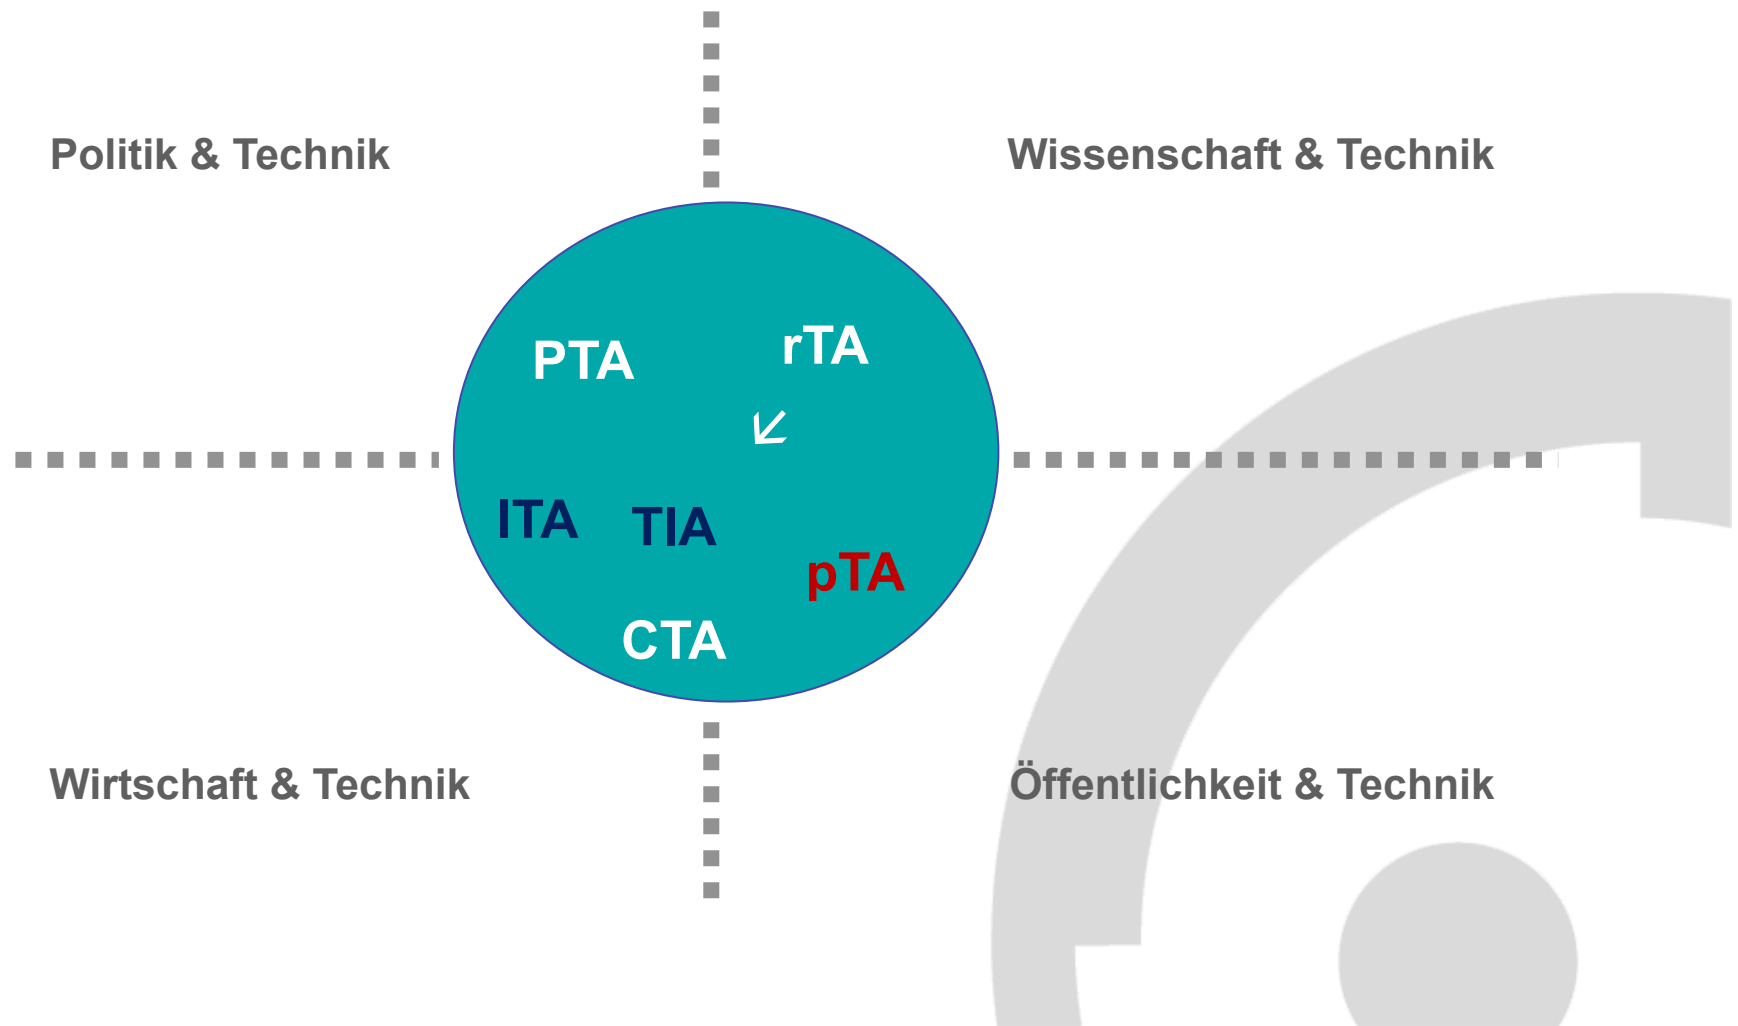 Politik & Technik
Wissenschaft & Technik
PTA
rTA
ITA
TIA
pTA
CTA
Wirtschaft & Technik
Öffentlichkeit & Technik